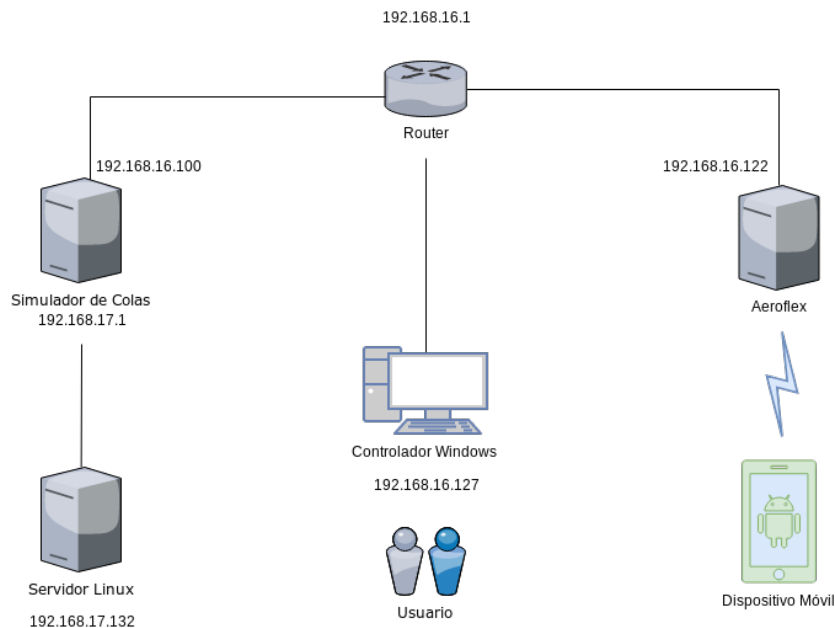 192.168.16.1
Router
192.168.16.100
192.168.16.122
Simulador de Colas
192.168.17.1
Aeroflex
Controlador Windows
192.168.16.127
Servidor Linux
192.168.17.132
Usuario
Dispositivo Móvil